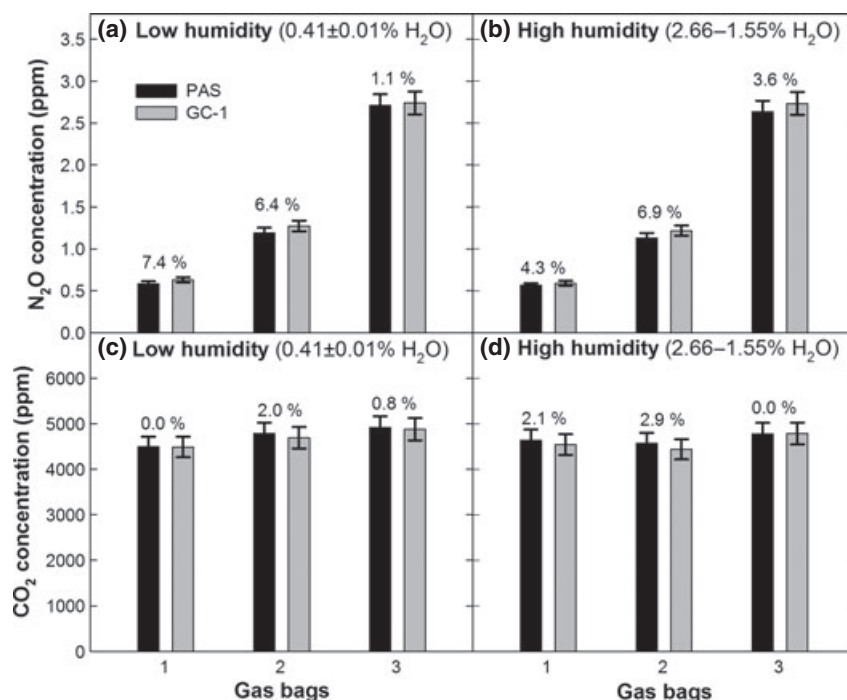 (a) Low humidity (0.41±0.01% H₂O)
(b) High humidity (2.66–1.55% H₂O)
N₂O concentration (ppm)
3.5
3.0
2.5
2.0
1.5
1.0
0.5
0.0
PAS
GC-1
7.4 %
6.4 %
1.1 %
4.3 %
6.9 %
3.6 %
(c) Low humidity (0.41±0.01% H₂O)
(d) High humidity (2.66–1.55% H₂O)
CO₂ concentration (ppm)
6000
5000
4000
3000
2000
1000
0
0.0 %
2.0 %
0.8 %
2.1 %
2.9 %
0.0 %
1 2 3
1 2 3
Gas bags
Gas bags